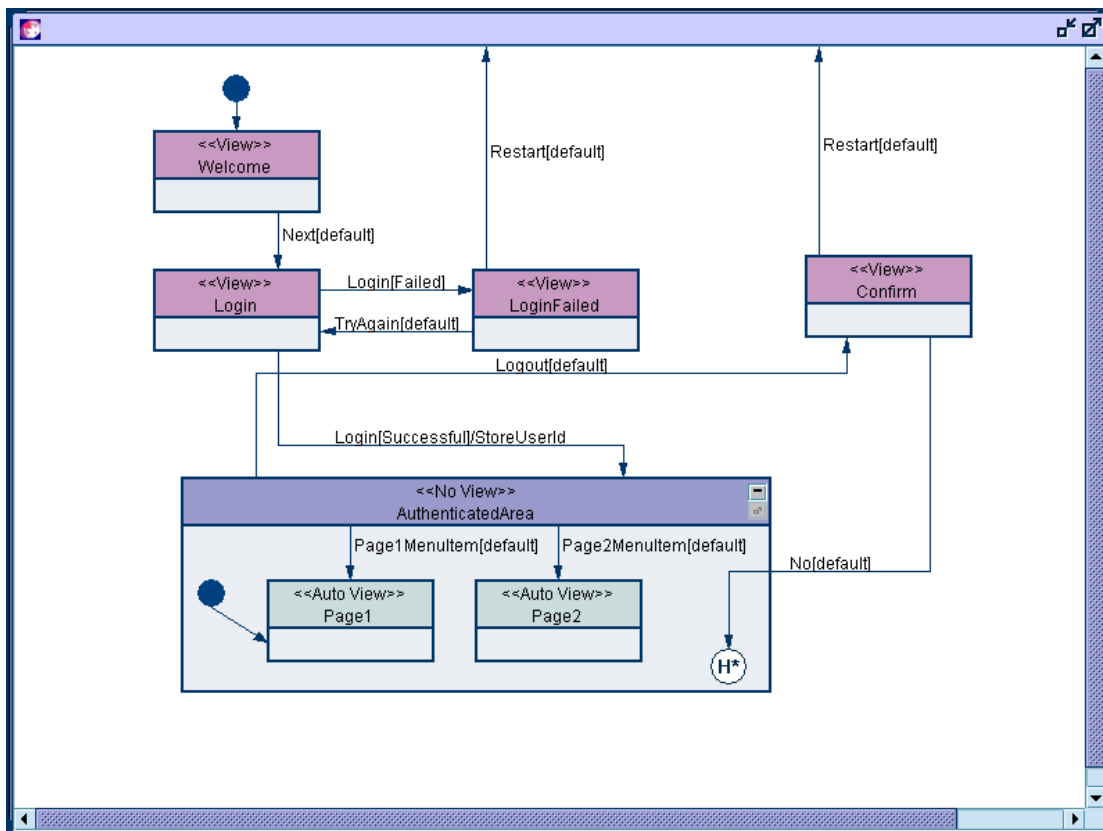 <<View>>
Welcome
Next[default]
Restart[default]
Restart[default]
<<View>>
Login
Login[Failed]
TryAgain[default]
<<View>>
LoginFailed
<<View>>
Confirm
Logout[default]
Login[Successful]/StoreUserId
<<No View>>
AuthenticatedArea
Page1MenuItem[default]
Page2MenuItem[default]
No[default]
<<Auto View>>
Page1
<<Auto View>>
Page2
H*